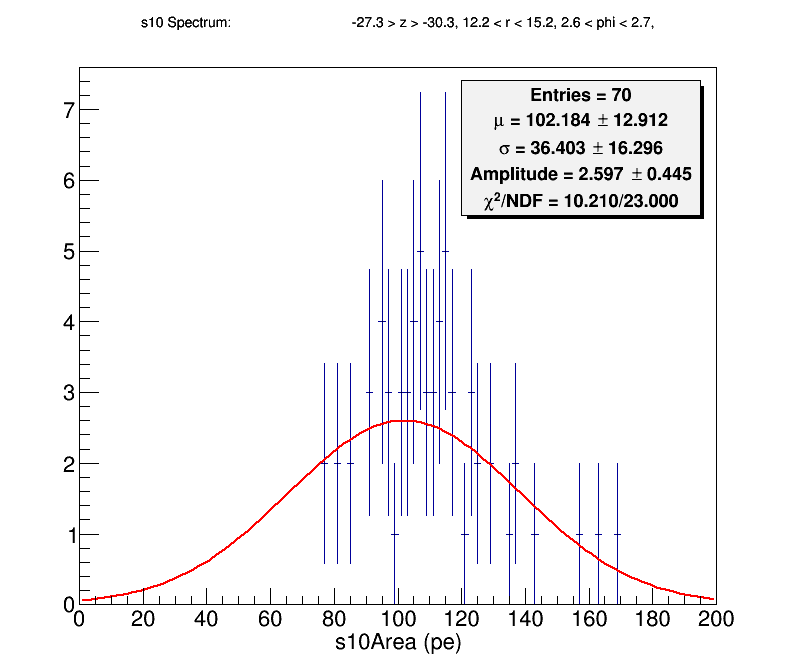 s10 Spectrum: -27.3 > z > -30.3, 12.2 < r < 15.2, 2.6 < phi < 2.7,
Entries = 70
μ = 102.184 ± 12.912
σ = 36.403 ± 16.296
Amplitude = 2.597 ± 0.445
χ²/NDF = 10.210/23.000
7
6
5
4
3
2
1
0
0 20 40 60 80 100 120 140 160 180 200
s10Area (pe)